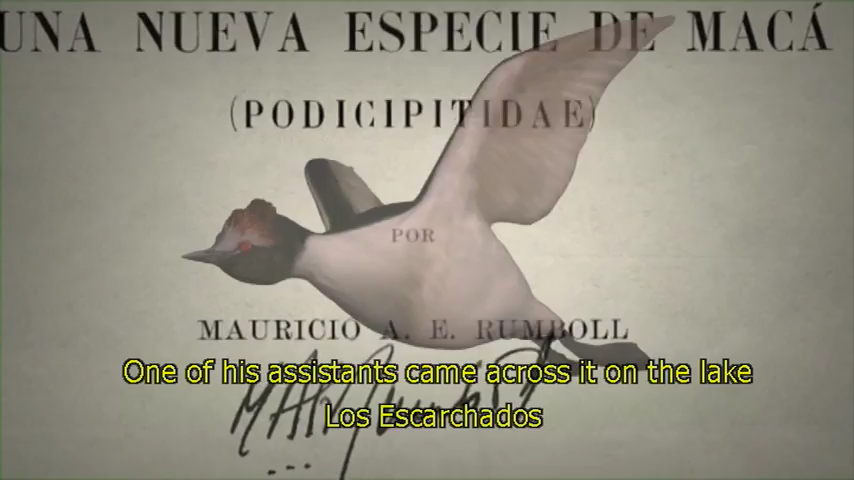 UNA NUEVA ESPECIE DE MACÁ
(PODICIPITIDAE)
POR
MAURICIO A. E. RUMBOLL
One of his assistants came across it on the lake
Los Escarchados